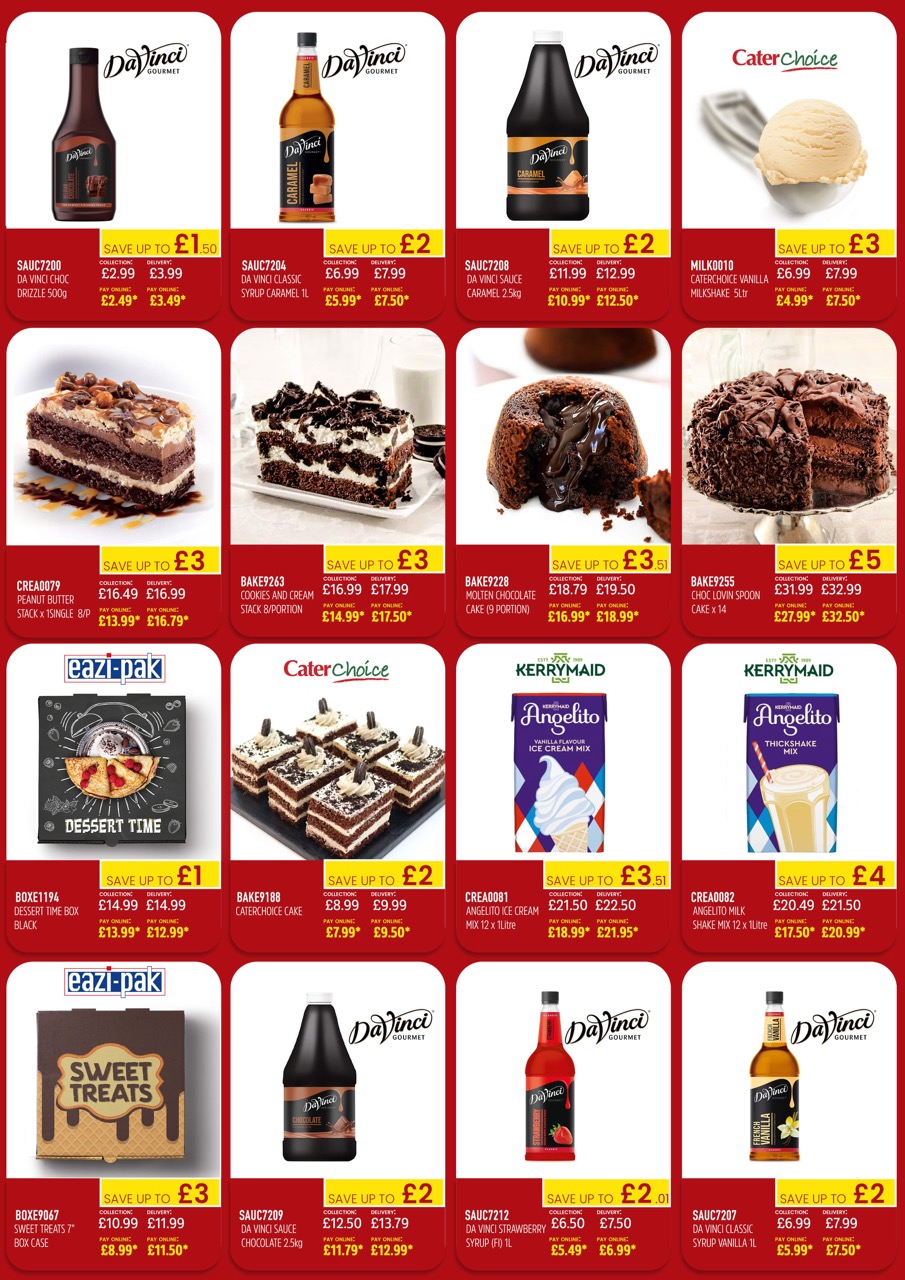 DaVinci
GOURMET
DaVinci
CARAMEL
SAVE UP TO £1.50
SAUC7200
DA VINCI CHOC
DRIZZLE 500g
COLLECTION: DELIVERY:
£2.99 £3.99
PAY ONLINE: PAY ONLINE:
£2.49* £3.49*
DaVinci
GOURMET
CARAMEL
DaVinci
SAVE UP TO £2
SAUC7204
DA VINCI CLASSIC
SYRUP CARAMEL 1L
COLLECTION: DELIVERY:
£6.99 £7.99
PAY ONLINE: PAY ONLINE:
£5.99* £7.50*
DaVinci
GOURMET
DaVinci
CARAMEL
SAVE UP TO £2
SAUC7208
DA VINCI SAUCE
CARAMEL 2.5kg
COLLECTION: DELIVERY:
£11.99 £12.99
PAY ONLINE: PAY ONLINE:
£10.99* £12.50*
CaterChoice
SAVE UP TO £3
MILK0010
CATERCHOICE VANILLA
MILKSHAKE 5Ltr
COLLECTION: DELIVERY:
£6.99 £7.99
PAY ONLINE: PAY ONLINE:
£4.99* £7.50*
SAVE UP TO £3
CREA0079
PEANUT BUTTER
STACK x 1SINGLE 8/P
COLLECTION: DELIVERY:
£16.49 £16.99
PAY ONLINE: PAY ONLINE:
£13.99* £16.79*
SAVE UP TO £3
BAKE9263
COOKIES AND CREAM
STACK 8/PORTION
COLLECTION: DELIVERY:
£16.99 £17.99
PAY ONLINE: PAY ONLINE:
£14.99* £17.50*
SAVE UP TO £3.51
BAKE9228
MOLTEN CHOCOLATE
CAKE (9 PORTION)
COLLECTION: DELIVERY:
£18.79 £19.50
PAY ONLINE: PAY ONLINE:
£16.99* £18.99*
SAVE UP TO £5
BAKE9255
CHOC LOVIN SPOON
CAKE x 14
COLLECTION: DELIVERY:
£31.99 £32.99
PAY ONLINE: PAY ONLINE:
£27.99* £32.50*
eazi-pak
DESSERT TIME
SAVE UP TO £1
BOXE1194
DESSERT TIME BOX
BLACK
COLLECTION: DELIVERY:
£14.99 £14.99
PAY ONLINE: PAY ONLINE:
£13.99* £12.99*
CaterChoice
SAVE UP TO £2
BAKE9188
CATERCHOICE CAKE
COLLECTION: DELIVERY:
£8.99 £9.99
PAY ONLINE: PAY ONLINE:
£7.99* £9.50*
ESTD 1989
KERRYMAID
KERRYMAID
Angelito
VANILLA FLAVOUR
ICE CREAM MIX
SAVE UP TO £3.51
CREA0081
ANGELITO ICE CREAM
MIX 12 x 1Litre
COLLECTION: DELIVERY:
£21.50 £22.50
PAY ONLINE: PAY ONLINE:
£18.99* £21.95*
ESTD 1989
KERRYMAID
KERRYMAID
Angelito
THICKSHAKE
MIX
SAVE UP TO £4
CREA0082
ANGELITO MILK
SHAKE MIX 12 x 1Litre
COLLECTION: DELIVERY:
£20.49 £21.50
PAY ONLINE: PAY ONLINE:
£17.50* £20.99*
eazi-pak
SWEET
TREATS
SAVE UP TO £3
BOXE9067
SWEET TREATS 7"
BOX CASE
COLLECTION: DELIVERY:
£10.99 £11.99
PAY ONLINE: PAY ONLINE:
£8.99* £11.50*
DaVinci
GOURMET
DaVinci
CHOCOLATE
SAVE UP TO £2
SAUC7209
DA VINCI SAUCE
CHOCOLATE 2.5kg
COLLECTION: DELIVERY:
£12.50 £13.79
PAY ONLINE: PAY ONLINE:
£11.79* £12.99*
DaVinci
GOURMET
DaVinci
STRAWBERRY
SAVE UP TO £2.01
SAUC7212
DA VINCI STRAWBERRY
SYRUP (FI) 1L
COLLECTION: DELIVERY:
£6.50 £7.50
PAY ONLINE: PAY ONLINE:
£5.49* £6.99*
DaVinci
GOURMET
FRENCH VANILLA
DaVinci
FRENCH
VANILLA
SAVE UP TO £2
SAUC7207
DA VINCI CLASSIC
SYRUP VANILLA 1L
COLLECTION: DELIVERY:
£6.99 £7.99
PAY ONLINE: PAY ONLINE:
£5.99* £7.50*